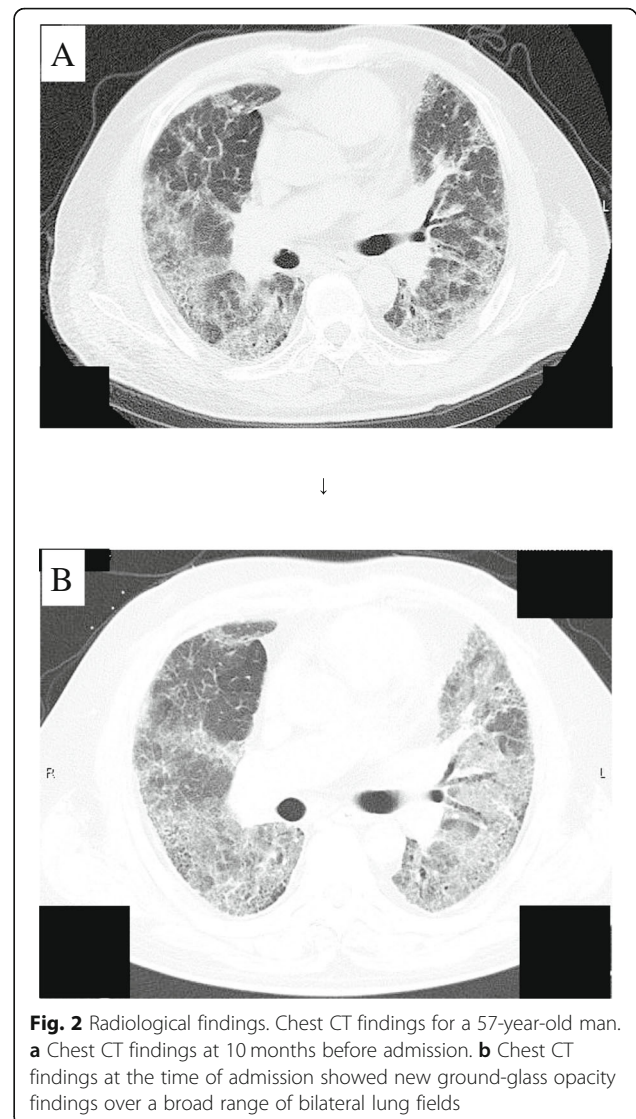 A
L
↓
B
R
L
Fig. 2 Radiological findings. Chest CT findings for a 57-year-old man.
a Chest CT findings at 10 months before admission. b Chest CT
findings at the time of admission showed new ground-glass opacity
findings over a broad range of bilateral lung fields